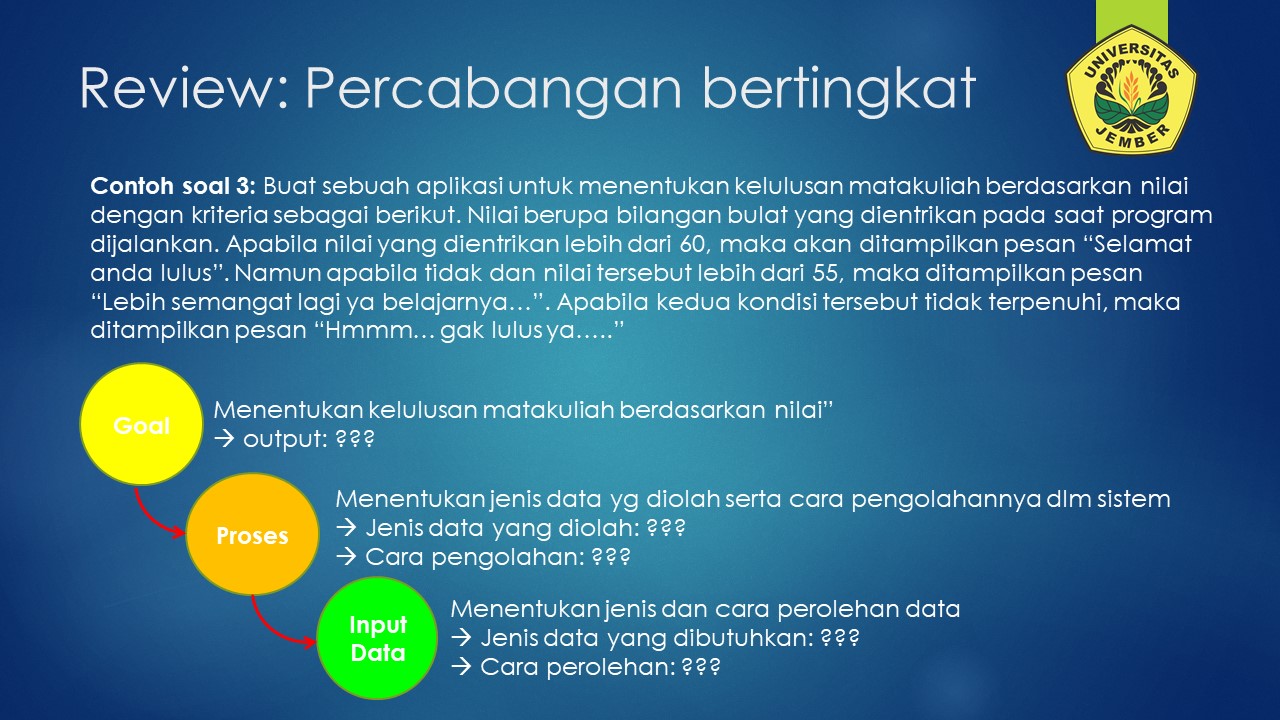 Review: Percabangan bertingkat
UNIVERSITAS
JEMBER
Contoh soal 3: Buat sebuah aplikasi untuk menentukan kelulusan matakuliah berdasarkan nilai
dengan kriteria sebagai berikut. Nilai berupa bilangan bulat yang dientrikan pada saat program
dijalankan. Apabila nilai yang dientrikan lebih dari 60, maka akan ditampilkan pesan “Selamat
anda lulus”. Namun apabila tidak dan nilai tersebut lebih dari 55, maka ditampilkan pesan
“Lebih semangat lagi ya belajarnya…”. Apabila kedua kondisi tersebut tidak terpenuhi, maka
ditampilkan pesan “Hmmm… gak lulus ya…..”
Goal
Menentukan kelulusan matakuliah berdasarkan nilai”
→ output: ???
Proses
Menentukan jenis data yg diolah serta cara pengolahannya dlm sistem
→ Jenis data yang diolah: ???
→ Cara pengolahan: ???
Input
Data
Menentukan jenis dan cara perolehan data
→ Jenis data yang dibutuhkan: ???
→ Cara perolehan: ???